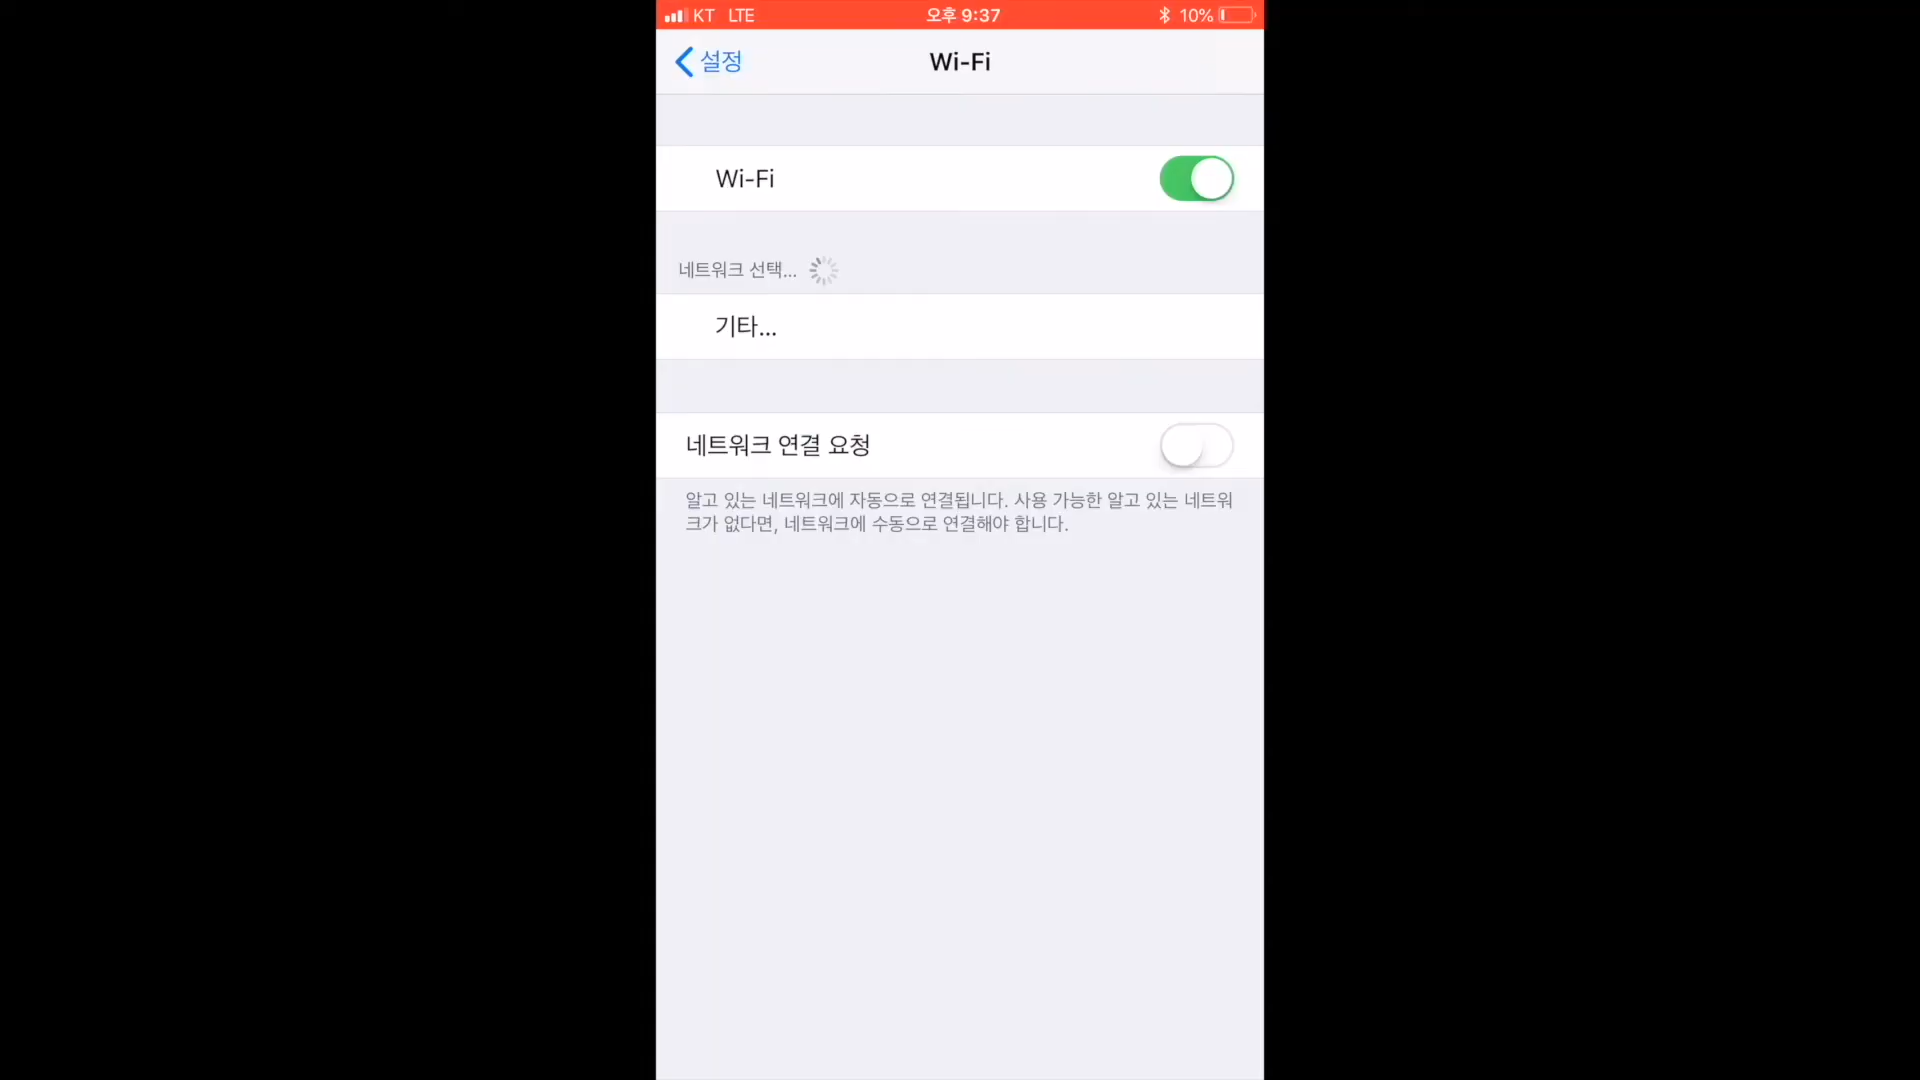 KT LTE 오후 9:37 10%
설정 Wi-Fi
Wi-Fi
네트워크 선택...
기타...
네트워크 연결 요청
알고 있는 네트워크에 자동으로 연결됩니다. 사용 가능한 알고 있는 네트워
크가 없다면, 네트워크에 수동으로 연결해야 합니다.